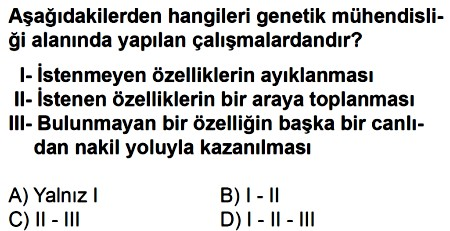 Aşağıdakilerden hangileri genetik mühendisli-
ği alanında yapılan çalışmalardandır?
I- İstenmeyen özelliklerin ayıklanması
II- İstenen özelliklerin bir araya toplanması
III- Bulunmayan bir özelliğin başka bir canlı-
dan nakil yoluyla kazanılması
A) Yalnız I B) I - II
C) II - III D) I - II - III